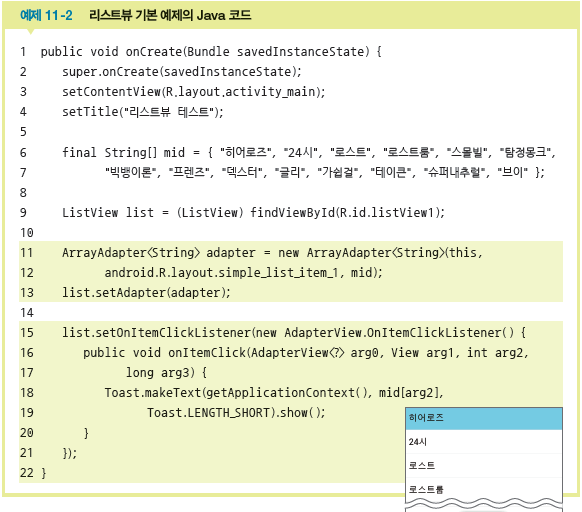 예제 11-2 리스트뷰 기본 예제의 Java 코드
1 public void onCreate(Bundle savedInstanceState) {
2 super.onCreate(savedInstanceState);
3 setContentView(R.layout.activity_main);
4 setTitle("리스트뷰 테스트");
5
6 final String[] mid = { "히어로즈", "24시", "로스트", "로스트룸", "스몰빌", "탐정몽크",
7 "빅뱅이론", "프렌즈", "덱스터", "글리", "가쉽걸", "테이큰", "슈퍼내추럴", "브이" };
8
9 ListView list = (ListView) findViewById(R.id.listView1);
10
11 ArrayAdapter<String> adapter = new ArrayAdapter<String>(this,
12 android.R.layout.simple_list_item_1, mid);
13 list.setAdapter(adapter);
14
15 list.setOnItemClickListener(new AdapterView.OnItemClickListener() {
16 public void onItemClick(AdapterView<?> arg0, View arg1, int arg2,
17 long arg3) {
18 Toast.makeText(getApplicationContext(), mid[arg2],
19 Toast.LENGTH_SHORT).show();
20 }
21 });
22 }
히어로즈
24시
로스트
로스트룸